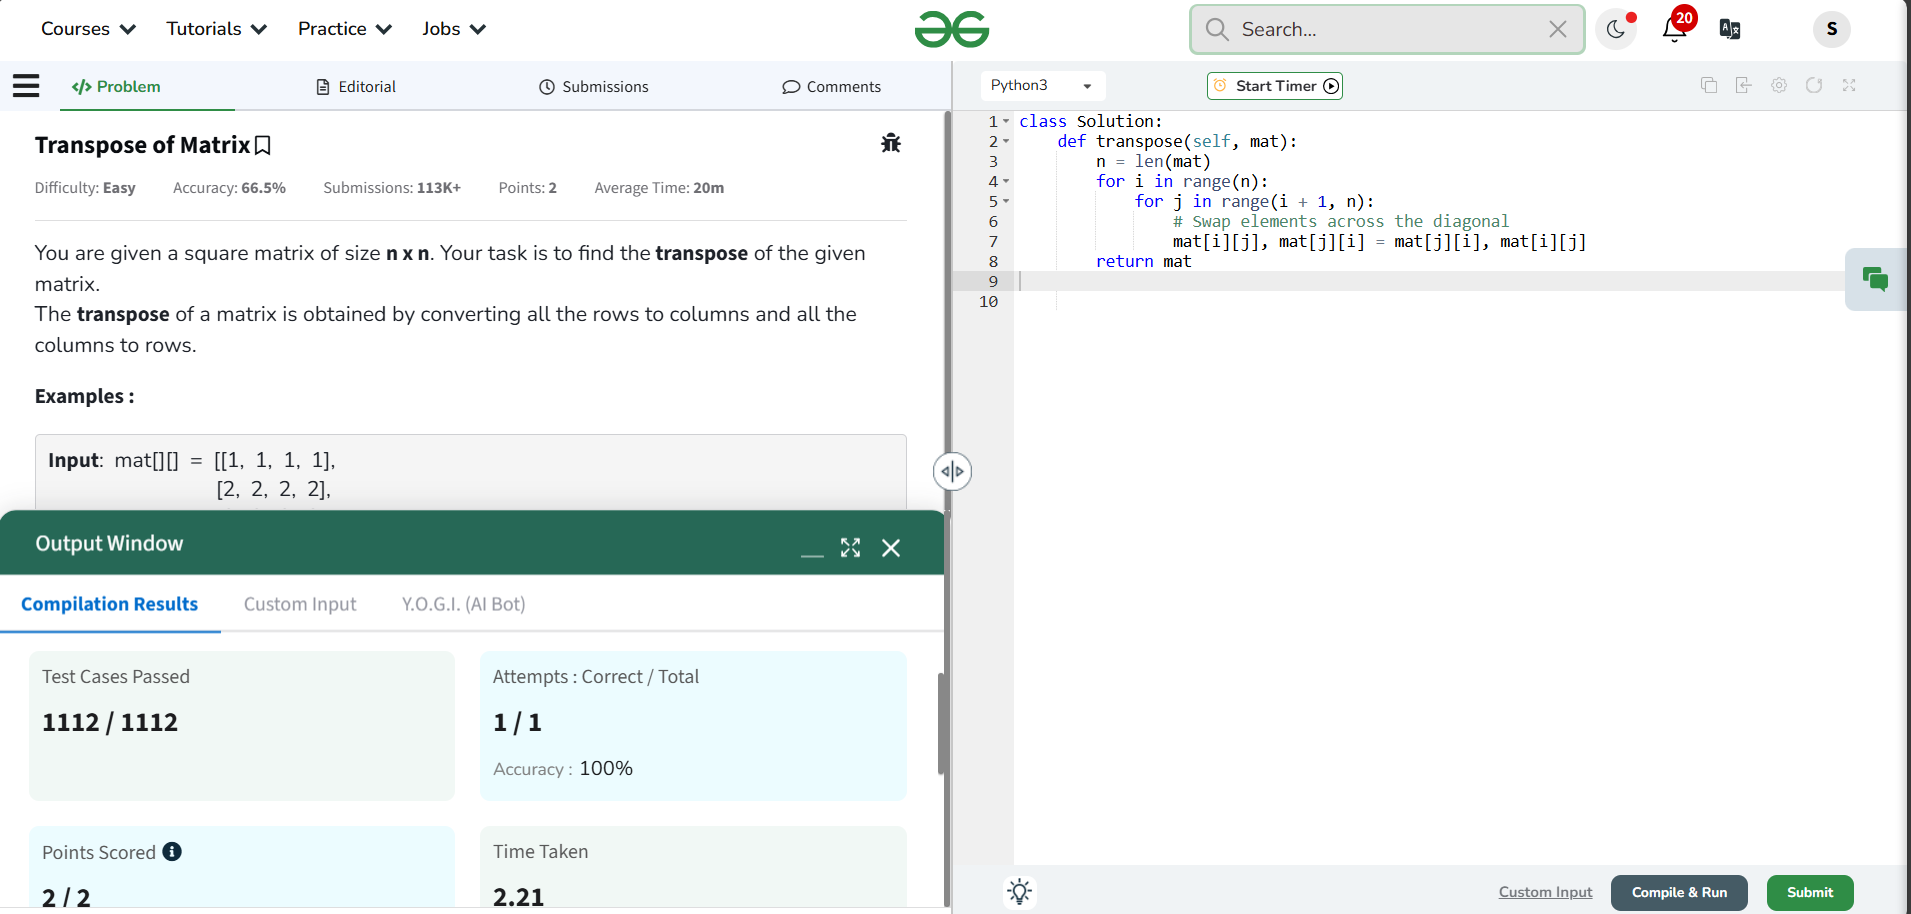 Courses Tutorials Practice Jobs Search... 20 S
Problem Editorial Submissions Comments
Python3 Start Timer
Transpose of Matrix
Difficulty: Easy Accuracy: 66.5% Submissions: 113K+ Points: 2 Average Time: 20m
You are given a square matrix of size n x n. Your task is to find the transpose of the given
matrix.
The transpose of a matrix is obtained by converting all the rows to columns and all the
columns to rows.
Examples :
Input: mat[][] = [[1, 1, 1, 1],
[2, 2, 2, 2],
Output Window
Compilation Results Custom Input Y.O.G.I. (AI Bot)
Test Cases Passed
1112 / 1112
Attempts : Correct / Total
1 / 1
Accuracy : 100%
Points Scored
2 / 2
Time Taken
2.21
1 class Solution:
2 def transpose(self, mat):
3 n = len(mat)
4 for i in range(n):
5 for j in range(i + 1, n):
6 # Swap elements across the diagonal
7 mat[i][j], mat[j][i] = mat[j][i], mat[i][j]
8 return mat
9
10
Custom Input Compile & Run Submit